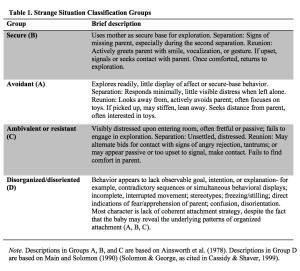 Table 1. Strange Situation Classification Groups
Group Brief description
Secure (B) Uses mother as secure base for exploration. Separation: Signs of
missing parent, especially during the second separation. Reunion:
Actively greets parent with smile, vocalization, or gesture. If upset,
signals or seeks contact with parent. Once comforted, returns to
exploration.
Avoidant (A) Explores readily, little display of affect or secure-base behavior.
Separation: Responds minimally, little visible distress when left alone.
Reunion: Looks away from, actively avoids parent; often focuses on
toys. If picked up, may stiffen, lean away. Seeks distance from parent,
often interested in toys.
Ambivalent or resistant Visibly distressed upon entering room, often fretful or passive; fails to
(C) engage in exploration. Separation: Unsettled, distressed. Reunion: May
alternate bids for contact with signs of angry rejection, tantrums; or
may appear passive or too upset to signal, make contact. Fails to find
comfort in parent.
Disorganized/disoriented Behavior appears to lack observable goal, intention, or explanation- for
(D) example, contradictory sequences or simultaneous behavioral displays;
incomplete, interrupted movement; stereotypes; freezing/stilling; direct
indications of fear/apprehension of parent; confusion, disorientation.
Most character is lack of coherent attachment strategy, despite the fact
that the baby may reveal the underlying patterns of organized
attachment (A, B, C).
Note. Descriptions in Groups A, B, and C are based on Ainsworth et al. (1978). Descriptions in Group D
are based on Main and Solomon (1990) (Solomon & George, as cited in Cassidy & Shaver, 1999).